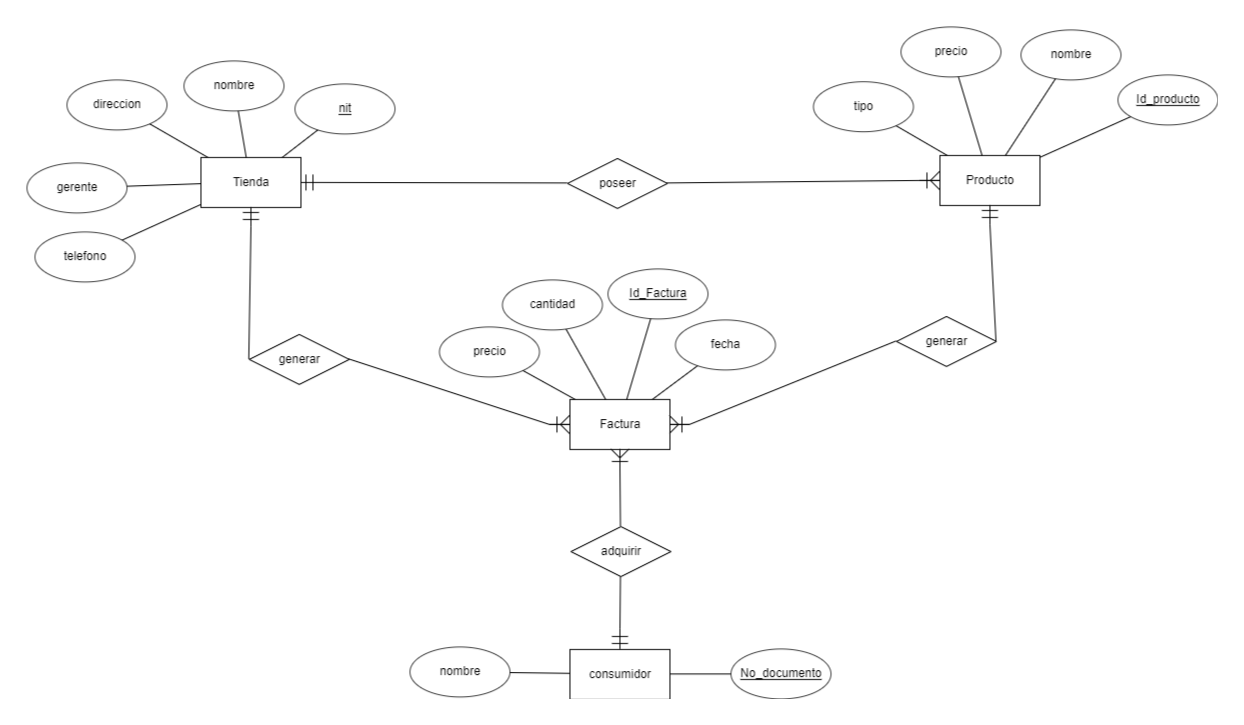 precio
nombre
nombre
direccion
nit
tipo
Id_producto
gerente
Tienda
poseer
Producto
telefono
cantidad
Id_Factura
precio
fecha
generar
generar
Factura
adquirir
nombre
consumidor
No_documento